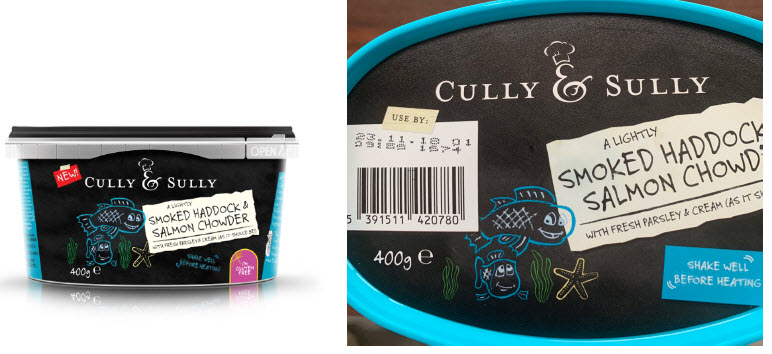 OPEN
NEW!
CULLY & SULLY
A LIGHTLY
SMOKED HADDOCK &
SALMON CHOWDER
WITH FRESH PARSLEY & CREAM (AS IT SHOULD BE!)
400g e
SHAKE WELL
BEFORE HEATING
I'm
GLUTEN
FREE
CULLY & SULLY
USE BY:
5 391511 420780
A LIGHTLY
SMOKED HADDOCK
SALMON CHOWD
WITH FRESH PARSLEY & CREAM (AS IT S
400g e
SHAKE WELL
BEFORE HEATING